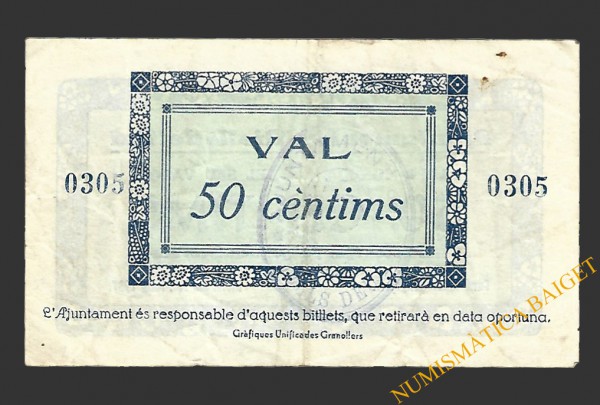 VAL
0305 0305
50 cèntims
L'Ajuntament és responsable d'aquests bitllets, que retirarà en data oportuna.
Gràfiques Unificades Granollers
NUMISMÀTICA BAIGET